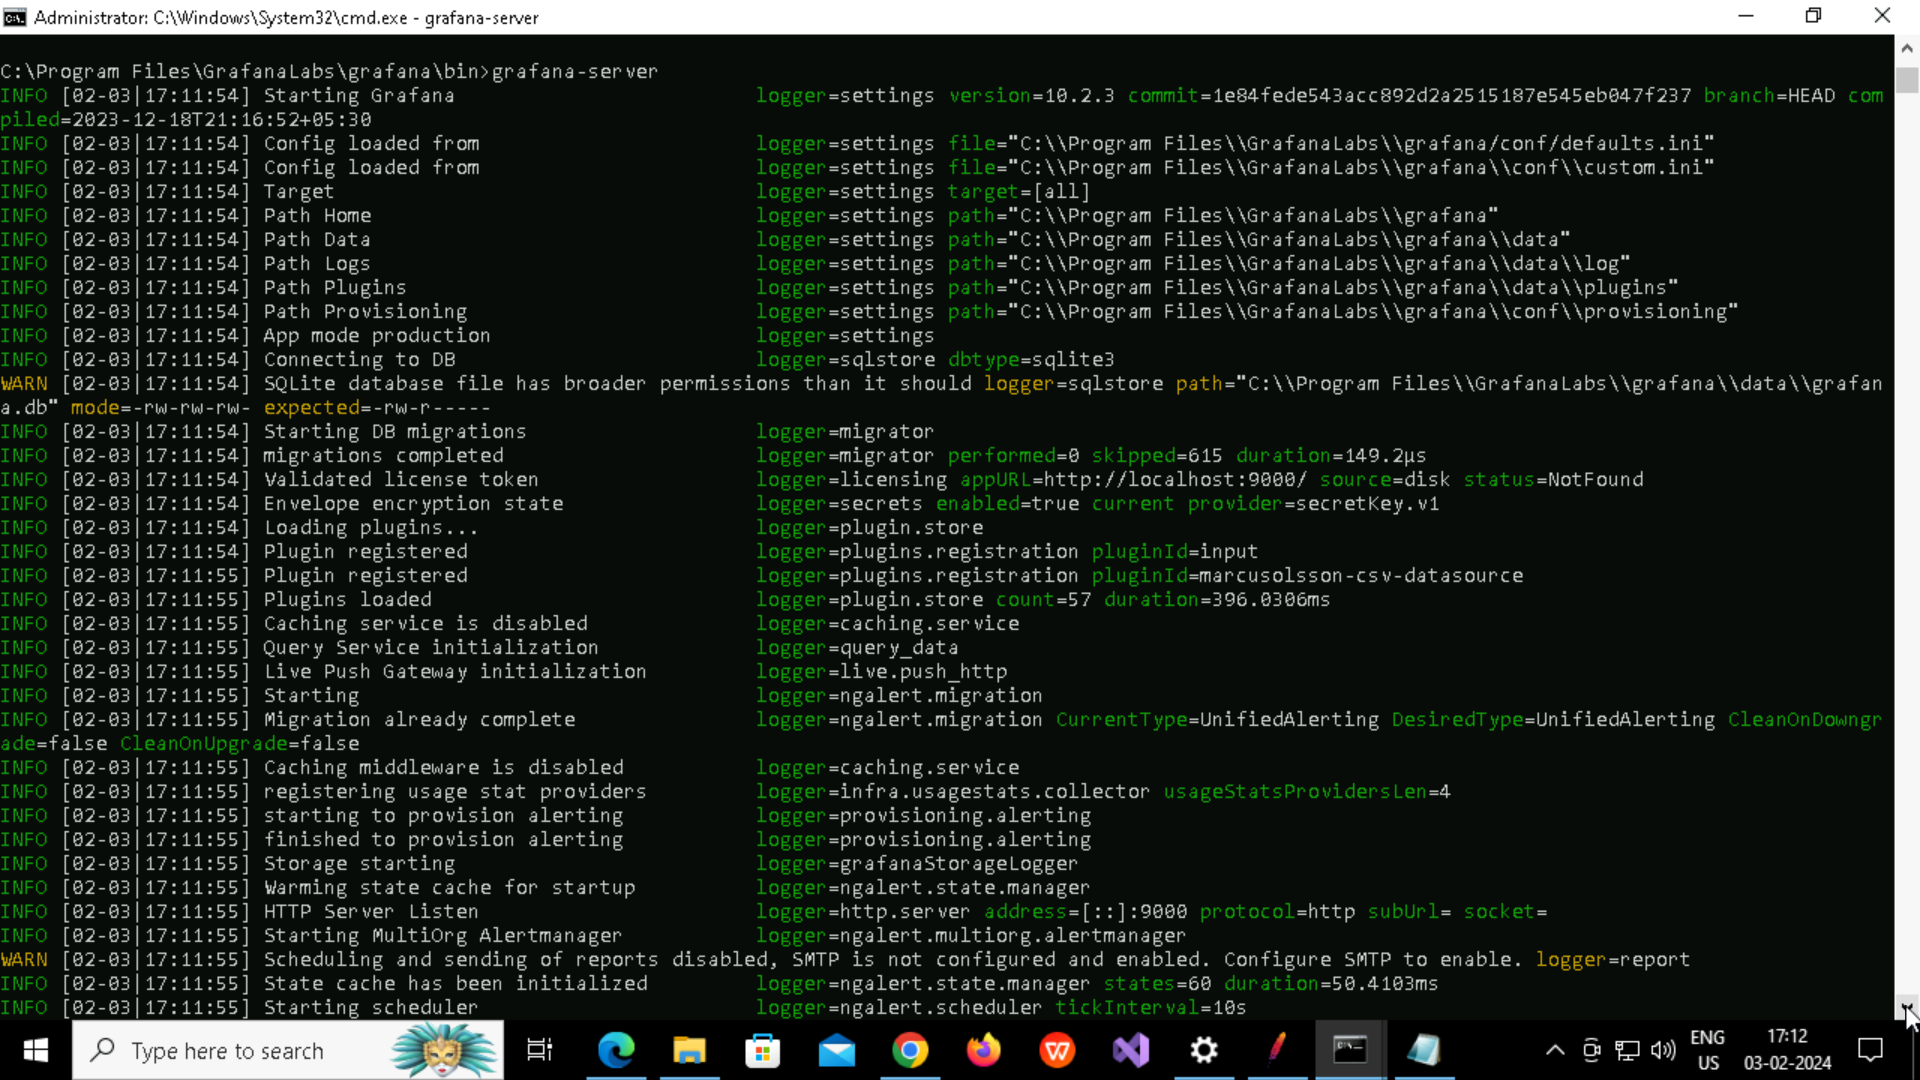 Administrator: C:\Windows\System32\cmd.exe - grafana-server
C:\Program Files\GrafanaLabs\grafana\bin>grafana-server
INFO [02-03|17:11:54] Starting Grafana logger=settings version=10.2.3 commit=1e84fede543acc892d2a2515187e545eb047f237 branch=HEAD com
piled=2023-12-18T21:16:52+05:30
INFO [02-03|17:11:54] Config loaded from logger=settings file="C:\\Program Files\\GrafanaLabs\\grafana/conf/defaults.ini"
INFO [02-03|17:11:54] Config loaded from logger=settings file="C:\\Program Files\\GrafanaLabs\\grafana\\conf\\custom.ini"
INFO [02-03|17:11:54] Target logger=settings target=[all]
INFO [02-03|17:11:54] Path Home logger=settings path="C:\\Program Files\\GrafanaLabs\\grafana"
INFO [02-03|17:11:54] Path Data logger=settings path="C:\\Program Files\\GrafanaLabs\\grafana\\data"
INFO [02-03|17:11:54] Path Logs logger=settings path="C:\\Program Files\\GrafanaLabs\\grafana\\data\\log"
INFO [02-03|17:11:54] Path Plugins logger=settings path="C:\\Program Files\\GrafanaLabs\\grafana\\data\\plugins"
INFO [02-03|17:11:54] Path Provisioning logger=settings path="C:\\Program Files\\GrafanaLabs\\grafana\\conf\\provisioning"
INFO [02-03|17:11:54] App mode production logger=settings
INFO [02-03|17:11:54] Connecting to DB logger=sqlstore dbtype=sqlite3
WARN [02-03|17:11:54] SQLite database file has broader permissions than it should logger=sqlstore path="C:\\Program Files\\GrafanaLabs\\grafana\\data\\grafan
a.db" mode=-rw-rw-rw- expected=-rw-r-----
INFO [02-03|17:11:54] Starting DB migrations logger=migrator
INFO [02-03|17:11:54] migrations completed logger=migrator performed=0 skipped=615 duration=149.2µs
INFO [02-03|17:11:54] Validated license token logger=licensing appURL=http://localhost:9000/ source=disk status=NotFound
INFO [02-03|17:11:54] Envelope encryption state logger=secrets enabled=true current provider=secretKey.v1
INFO [02-03|17:11:54] Loading plugins... logger=plugin.store
INFO [02-03|17:11:54] Plugin registered logger=plugins.registration pluginId=input
INFO [02-03|17:11:55] Plugin registered logger=plugins.registration pluginId=marcusolsson-csv-datasource
INFO [02-03|17:11:55] Plugins loaded logger=plugin.store count=57 duration=396.0306ms
INFO [02-03|17:11:55] Caching service is disabled logger=caching.service
INFO [02-03|17:11:55] Query Service initialization logger=query_data
INFO [02-03|17:11:55] Live Push Gateway initialization logger=live.push_http
INFO [02-03|17:11:55] Starting logger=ngalert.migration
INFO [02-03|17:11:55] Migration already complete logger=ngalert.migration CurrentType=UnifiedAlerting DesiredType=UnifiedAlerting CleanOnDowngr
ade=false CleanOnUpgrade=false
INFO [02-03|17:11:55] Caching middleware is disabled logger=caching.service
INFO [02-03|17:11:55] registering usage stat providers logger=infra.usagestats.collector usageStatsProvidersLen=4
INFO [02-03|17:11:55] starting to provision alerting logger=provisioning.alerting
INFO [02-03|17:11:55] finished to provision alerting logger=provisioning.alerting
INFO [02-03|17:11:55] Storage starting logger=grafanaStorageLogger
INFO [02-03|17:11:55] Warming state cache for startup logger=ngalert.state.manager
INFO [02-03|17:11:55] HTTP Server Listen logger=http.server address=[::]:9000 protocol=http subUrl= socket=
INFO [02-03|17:11:55] Starting MultiOrg Alertmanager logger=ngalert.multiorg.alertmanager
WARN [02-03|17:11:55] Scheduling and sending of reports disabled, SMTP is not configured and enabled. Configure SMTP to enable. logger=report
INFO [02-03|17:11:55] State cache has been initialized logger=ngalert.state.manager states=60 duration=50.4103ms
INFO [02-03|17:11:55] Starting scheduler logger=ngalert.scheduler tickInterval=10s
Type here to search
ENG
US
17:12
03-02-2024